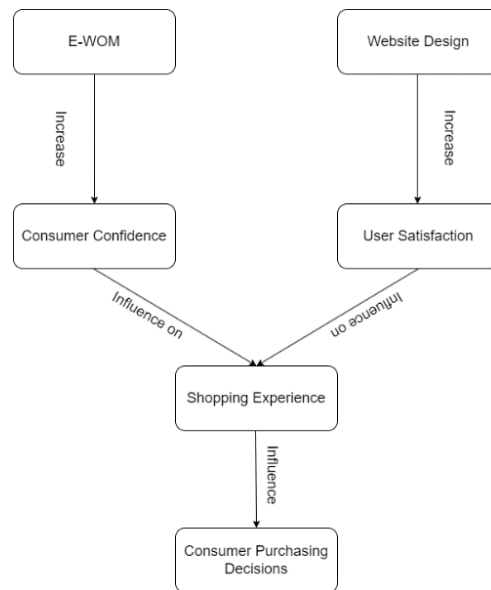 E-WOM
Website Design
Increase
Increase
Consumer Confidence
User Satisfaction
Influence on
Influence on
Shopping Experience
Influence
Consumer Purchasing
Decisions